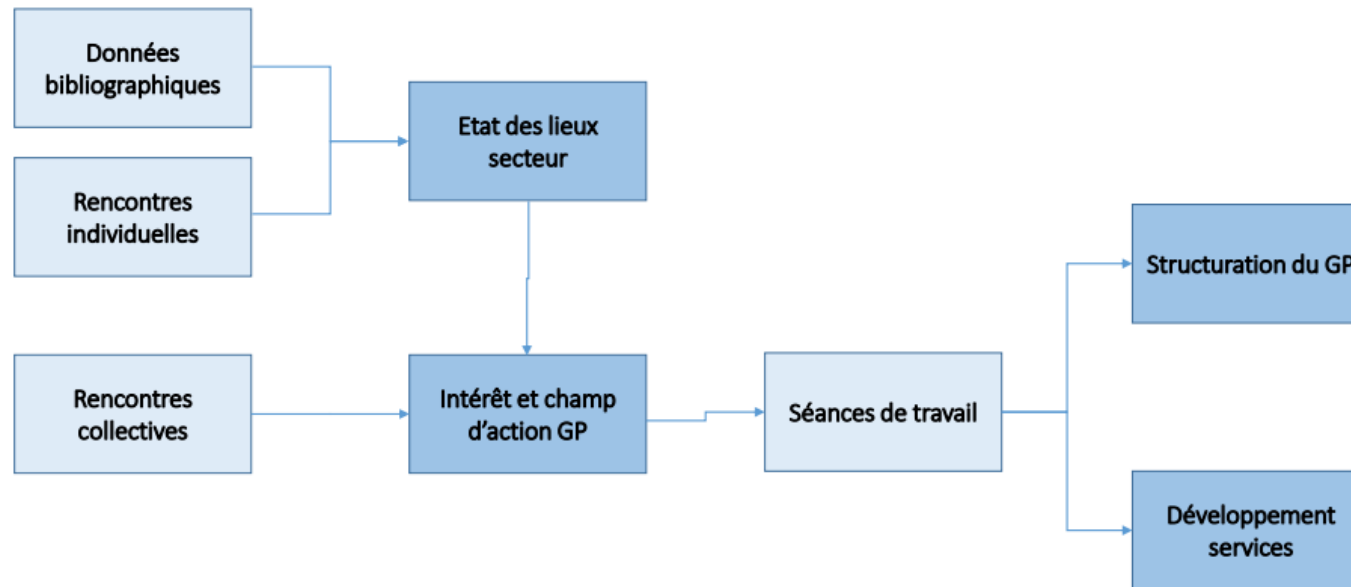 Données
bibliographiques
Etat des lieux
secteur
Rencontres
individuelles
Structuration du GP
Rencontres
collectives
Intérêt et champ
d’action GP
Séances de travail
Développement
services